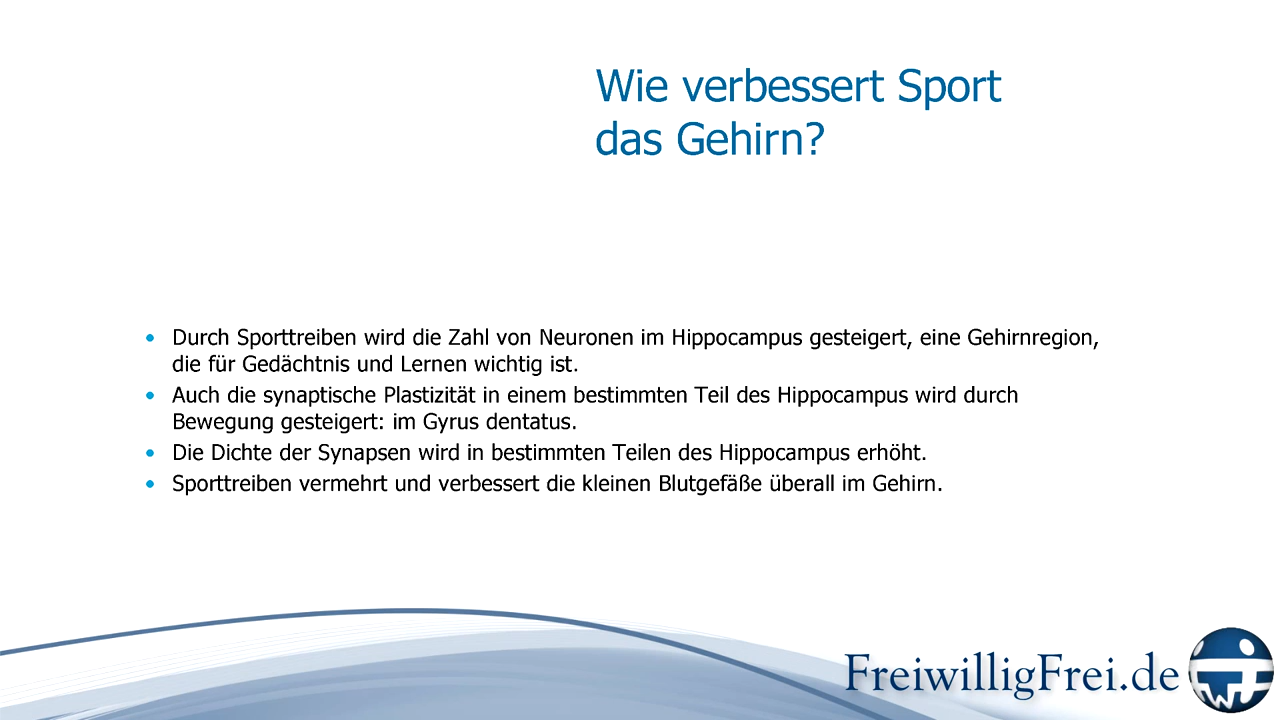 Wie verbessert Sport
das Gehirn?
• Durch Sporttreiben wird die Zahl von Neuronen im Hippocampus gesteigert, eine Gehirnregion,
die für Gedächtnis und Lernen wichtig ist.
• Auch die synaptische Plastizität in einem bestimmten Teil des Hippocampus wird durch
Bewegung gesteigert: im Gyrus dentatus.
• Die Dichte der Synapsen wird in bestimmten Teilen des Hippocampus erhöht.
• Sporttreiben vermehrt und verbessert die kleinen Blutgefäße überall im Gehirn.
FreiwilligFrei.de